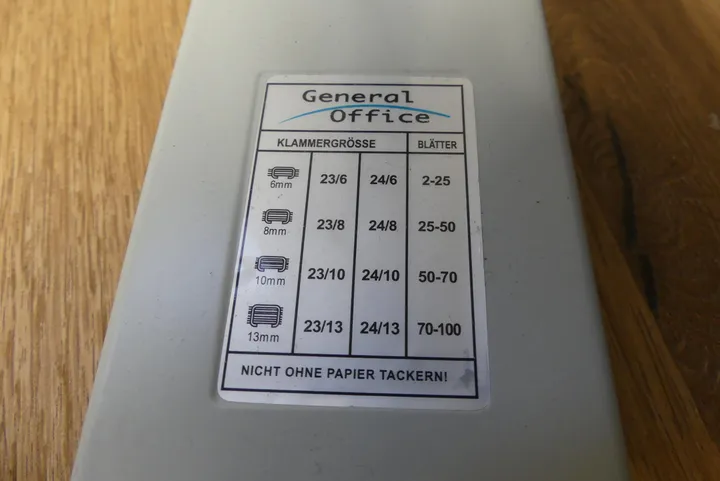 General
Office
KLAMMERGRÖSSE BLÄTTER
6mm 23/6 24/6 2-25
8mm 23/8 24/8 25-50
10mm 23/10 24/10 50-70
13mm 23/13 24/13 70-100
NICHT OHNE PAPIER TACKERN!